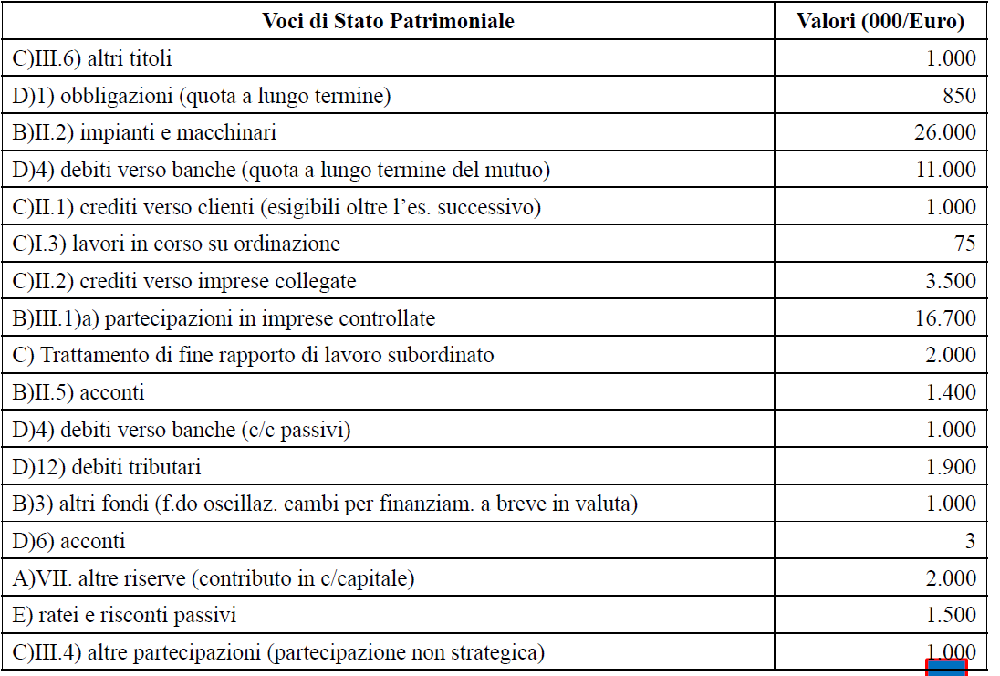 Voci di Stato Patrimoniale Valori (000/Euro)
C)III.6) altri titoli 1.000
D)1) obbligazioni (quota a lungo termine) 850
B)II.2) impianti e macchinari 26.000
D)4) debiti verso banche (quota a lungo termine del mutuo) 11.000
C)II.1) crediti verso clienti (esigibili oltre l’es. successivo) 1.000
C)I.3) lavori in corso su ordinazione 75
C)II.2) crediti verso imprese collegate 3.500
B)III.1)a) partecipazioni in imprese controllate 16.700
C) Trattamento di fine rapporto di lavoro subordinato 2.000
B)II.5) acconti 1.400
D)4) debiti verso banche (c/c passivi) 1.000
D)12) debiti tributari 1.900
B)3) altri fondi (f.do oscillaz. cambi per finanziam. a breve in valuta) 1.000
D)6) acconti 3
A)VII. altre riserve (contributo in c/capitale) 2.000
E) ratei e risconti passivi 1.500
C)III.4) altre partecipazioni (partecipazione non strategica) 1.000